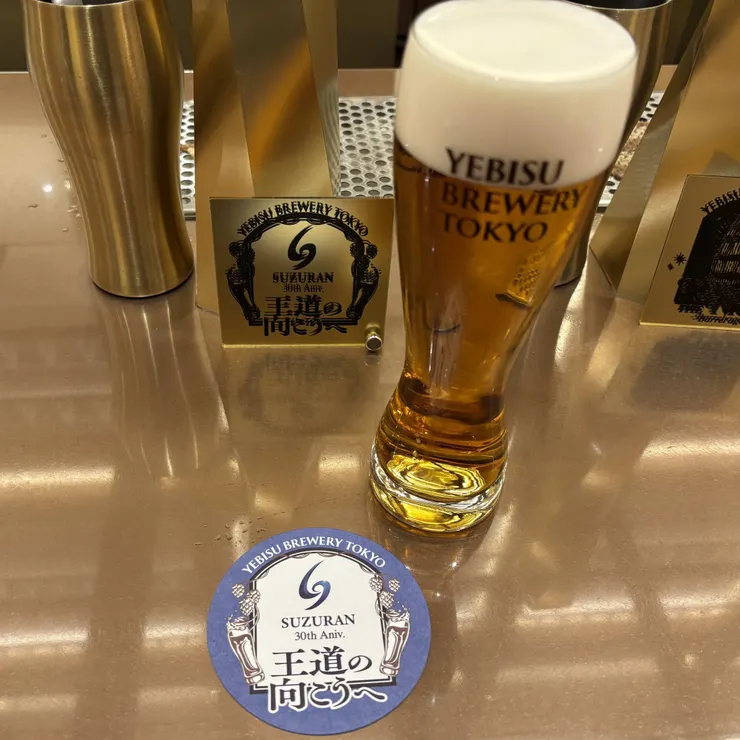 YEBISU BREWERY TOKYO
SUZURAN
30th Aniv.
王道の
向こうへ
YEBISU
BREWERY
TOKYO
YEBISU
YEBISU BREWERY TOKYO
SUZURAN
30th Aniv.
王道の
向こうへ